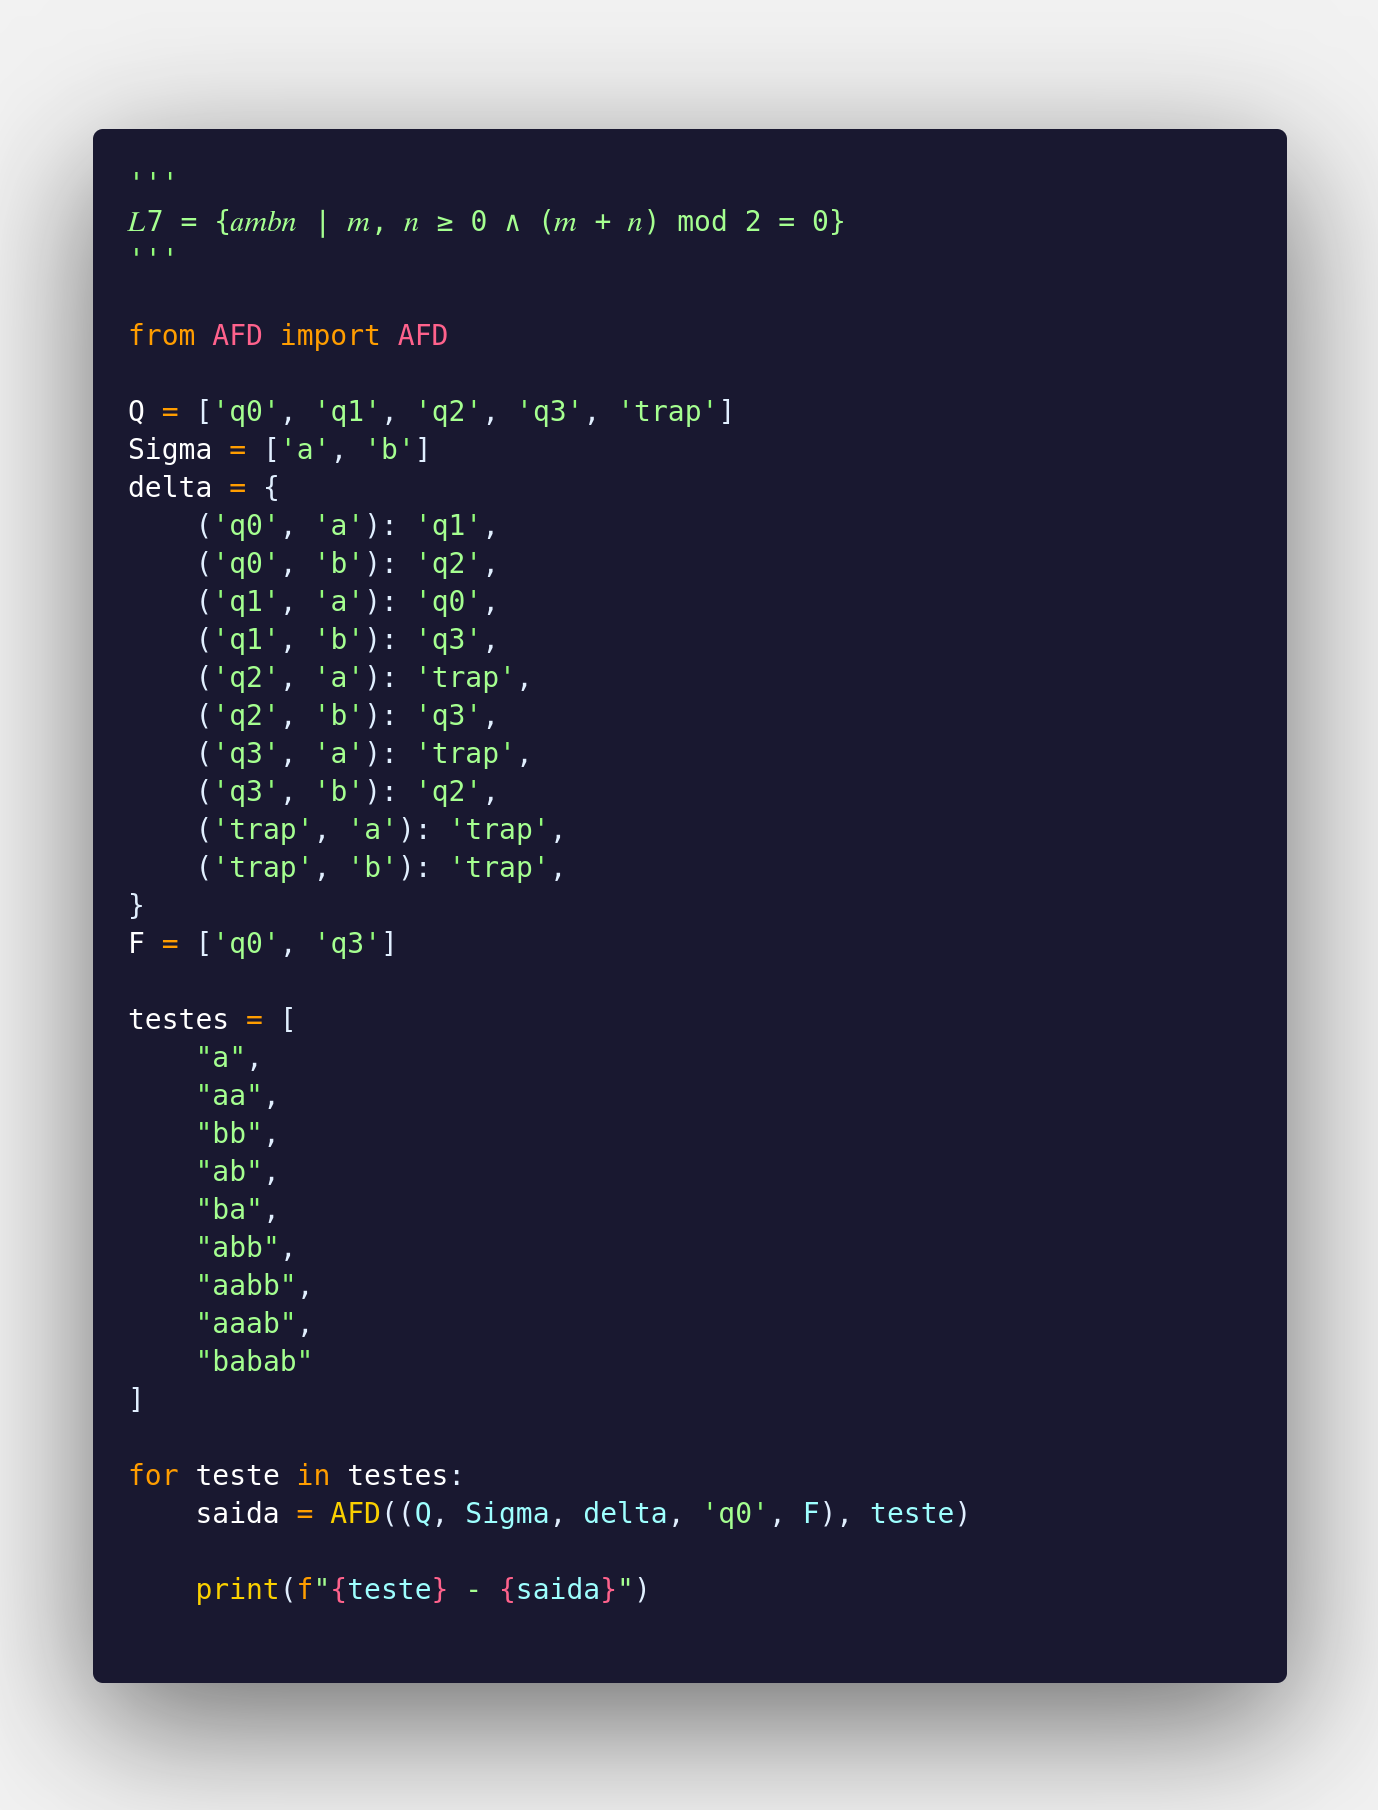 '''
𝐿7 = {𝑎𝑚𝑏𝑛 | 𝑚, 𝑛 ≥ 0 ∧ (𝑚 + 𝑛) mod 2 = 0}
'''

from AFD import AFD

Q = ['q0', 'q1', 'q2', 'q3', 'trap']
Sigma = ['a', 'b']
delta = {
    ('q0', 'a'): 'q1',
    ('q0', 'b'): 'q2',
    ('q1', 'a'): 'q0',
    ('q1', 'b'): 'q3',
    ('q2', 'a'): 'trap',
    ('q2', 'b'): 'q3',
    ('q3', 'a'): 'trap',
    ('q3', 'b'): 'q2',
    ('trap', 'a'): 'trap',
    ('trap', 'b'): 'trap',
}
F = ['q0', 'q3']

testes = [
    "a",
    "aa",
    "bb",
    "ab",
    "ba",
    "abb",
    "aabb",
    "aaab",
    "babab"
]

for teste in testes:
    saida = AFD((Q, Sigma, delta, 'q0', F), teste)

    print(f"{teste} - {saida}")